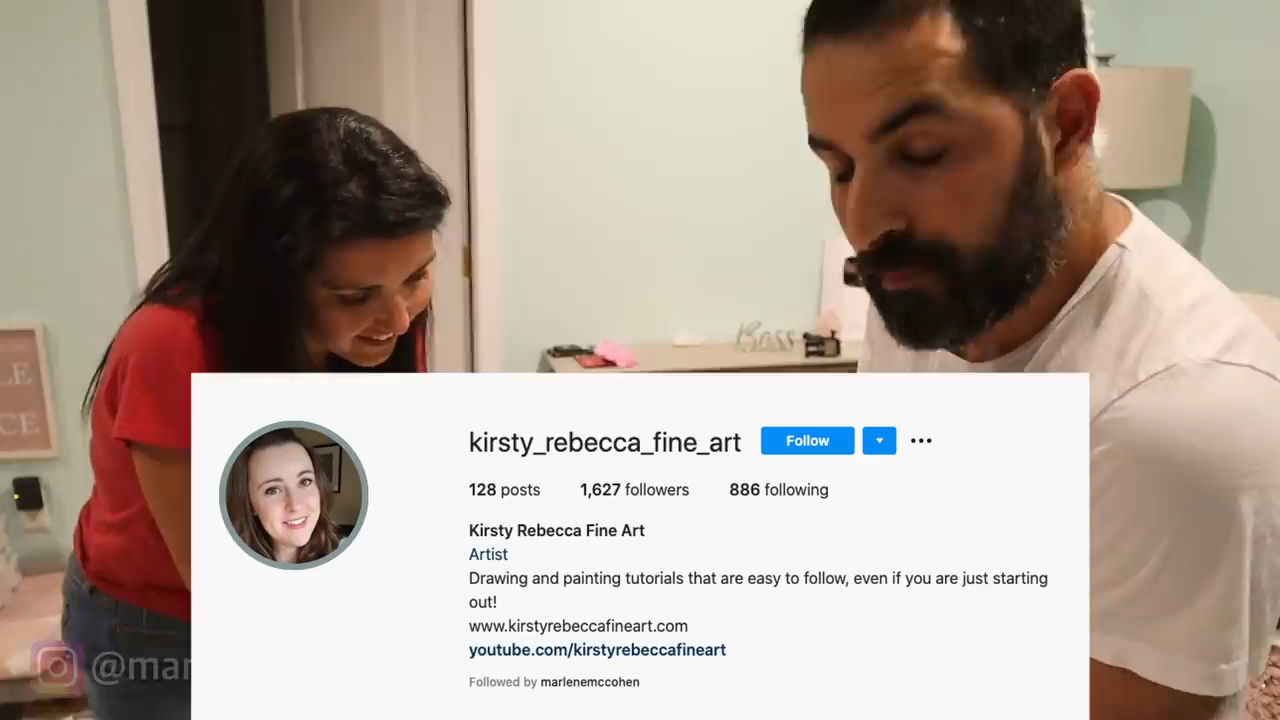 Boss
LE
CE
kirsty_rebecca_fine_art Follow
128 posts 1,627 followers 886 following
Kirsty Rebecca Fine Art
Artist
Drawing and painting tutorials that are easy to follow, even if you are just starting
out!
www.kirstyrebeccafineart.com
youtube.com/kirstyrebeccafineart
Followed by marlenemccohen